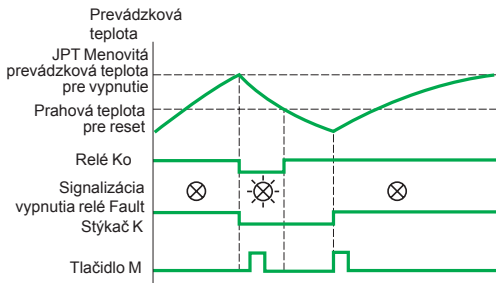 Prevádzková
teplota
JPT Menovitá
prevádzková teplota
pre vypnutie
Prahová teplota
pre reset
Relé Ko
Signalizácia
vypnutia relé Fault
Stýkač K
Tlačidlo M